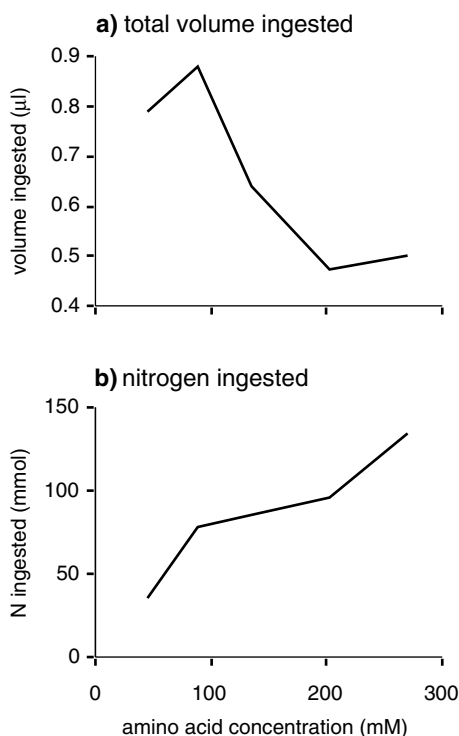 a) total volume ingested
volume ingested (µl)
0.9
0.8
0.7
0.6
0.5
0.4
b) nitrogen ingested
N ingested (mmol)
150
100
50
0
0 100 200 300
amino acid concentration (mM)